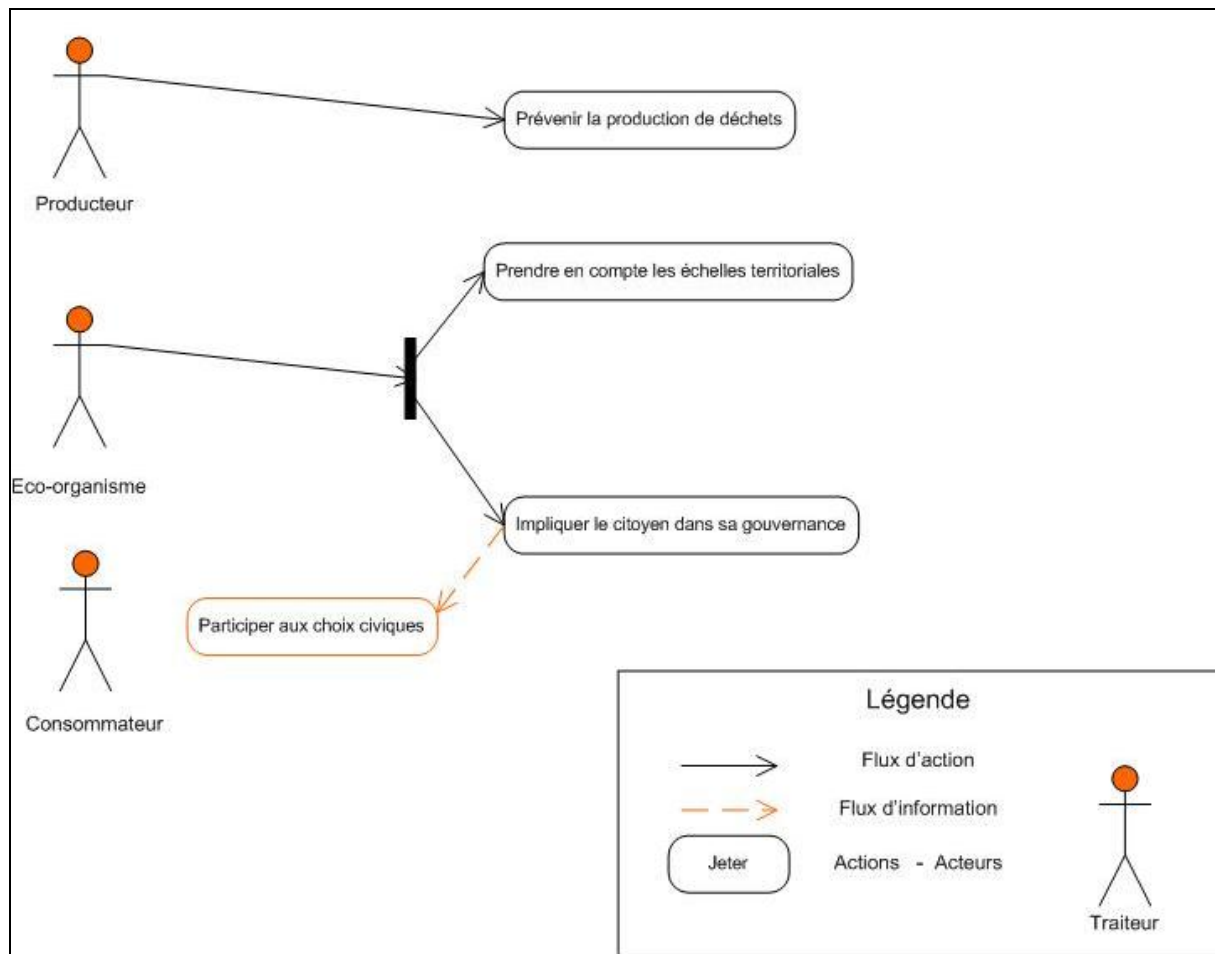 Prévenir la production de déchets
Producteur
Prendre en compte les échelles territoriales
Eco-organisme
Impliquer le citoyen dans sa gouvernance
Participer aux choix civiques
Consommateur
Légende
Flux d'action
Flux d'information
Jeter
Actions - Acteurs
Traiteur